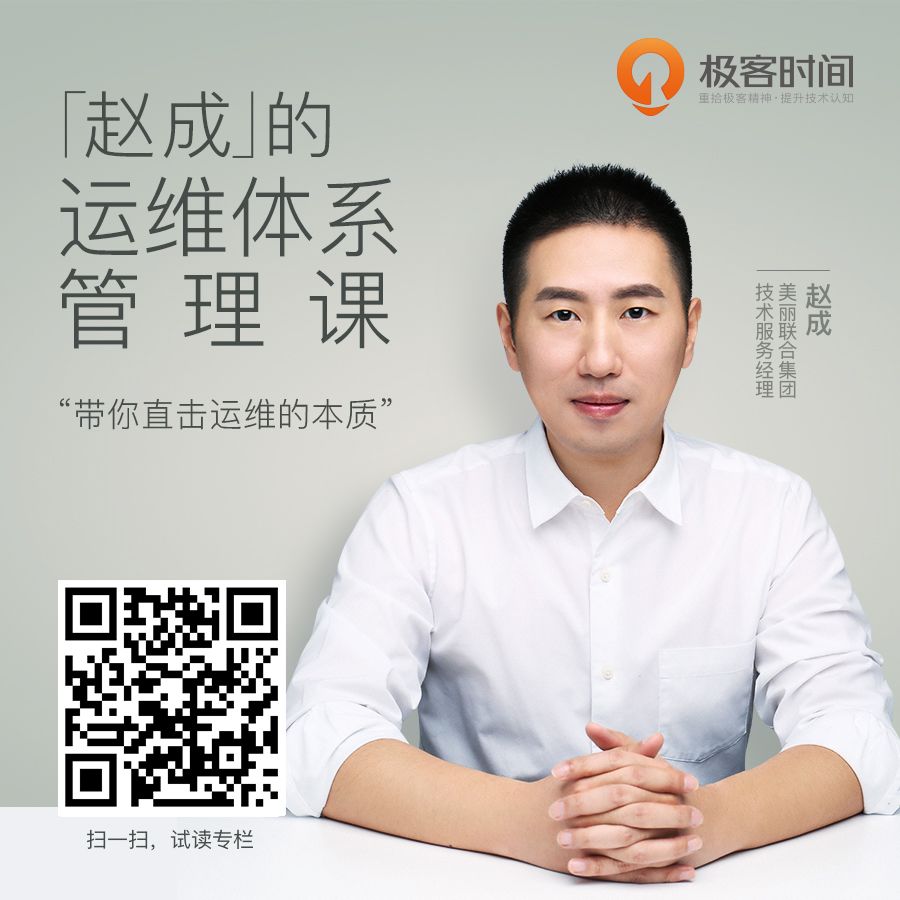 极客时间
重拾极客精神·提升技术认知
「赵成」的
运维体系
管理课
“带你直击运维的本质”
赵成
美丽联合集团
技术服务经理
扫一扫，试读专栏